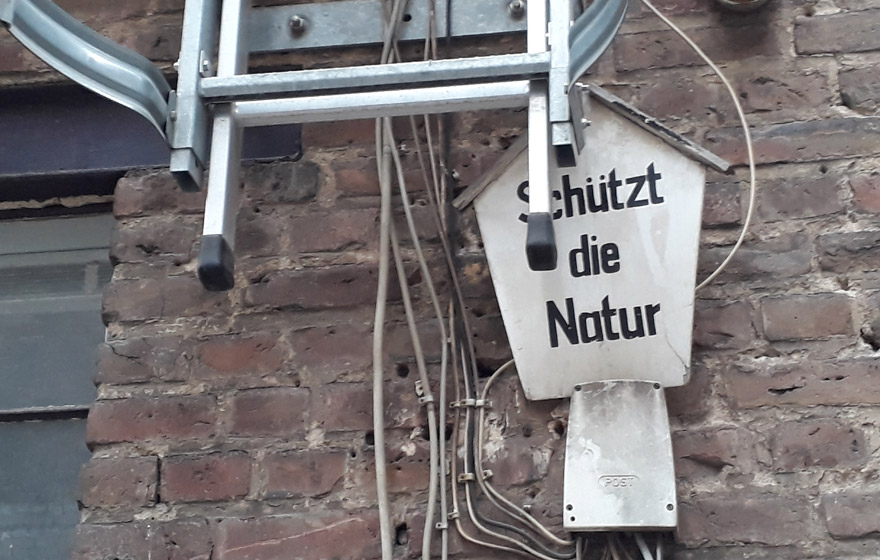 Schützt
die
Natur
POST